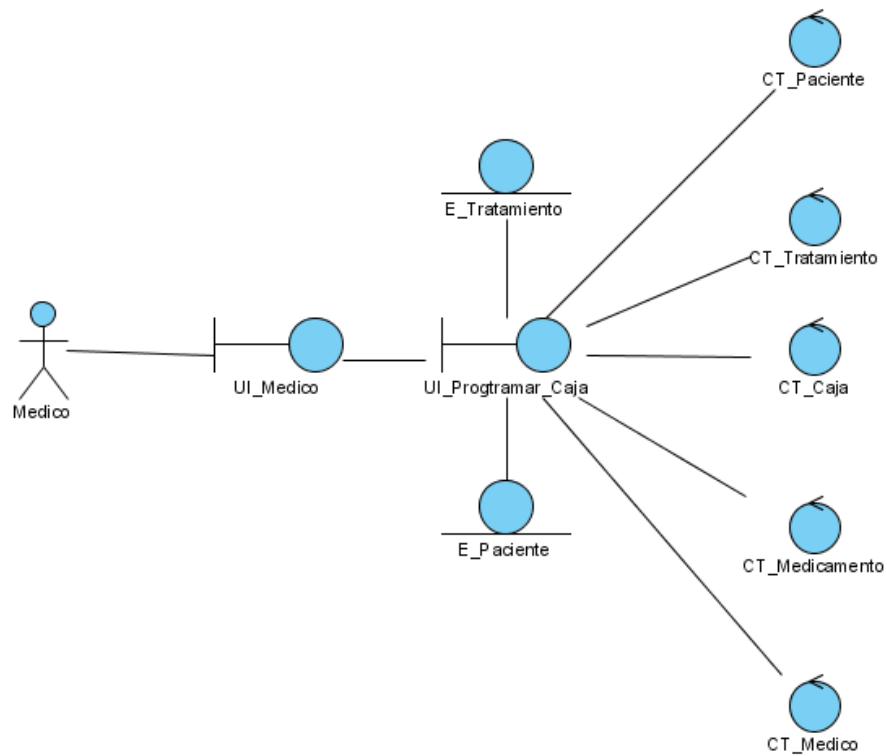 CT_Paciente
E_Tratamiento
CT_Tratamiento
Medico
UI_Medico
UI_Progtramar_Caja
CT_Caja
E_Paciente
CT_Medicamento
CT_Medico